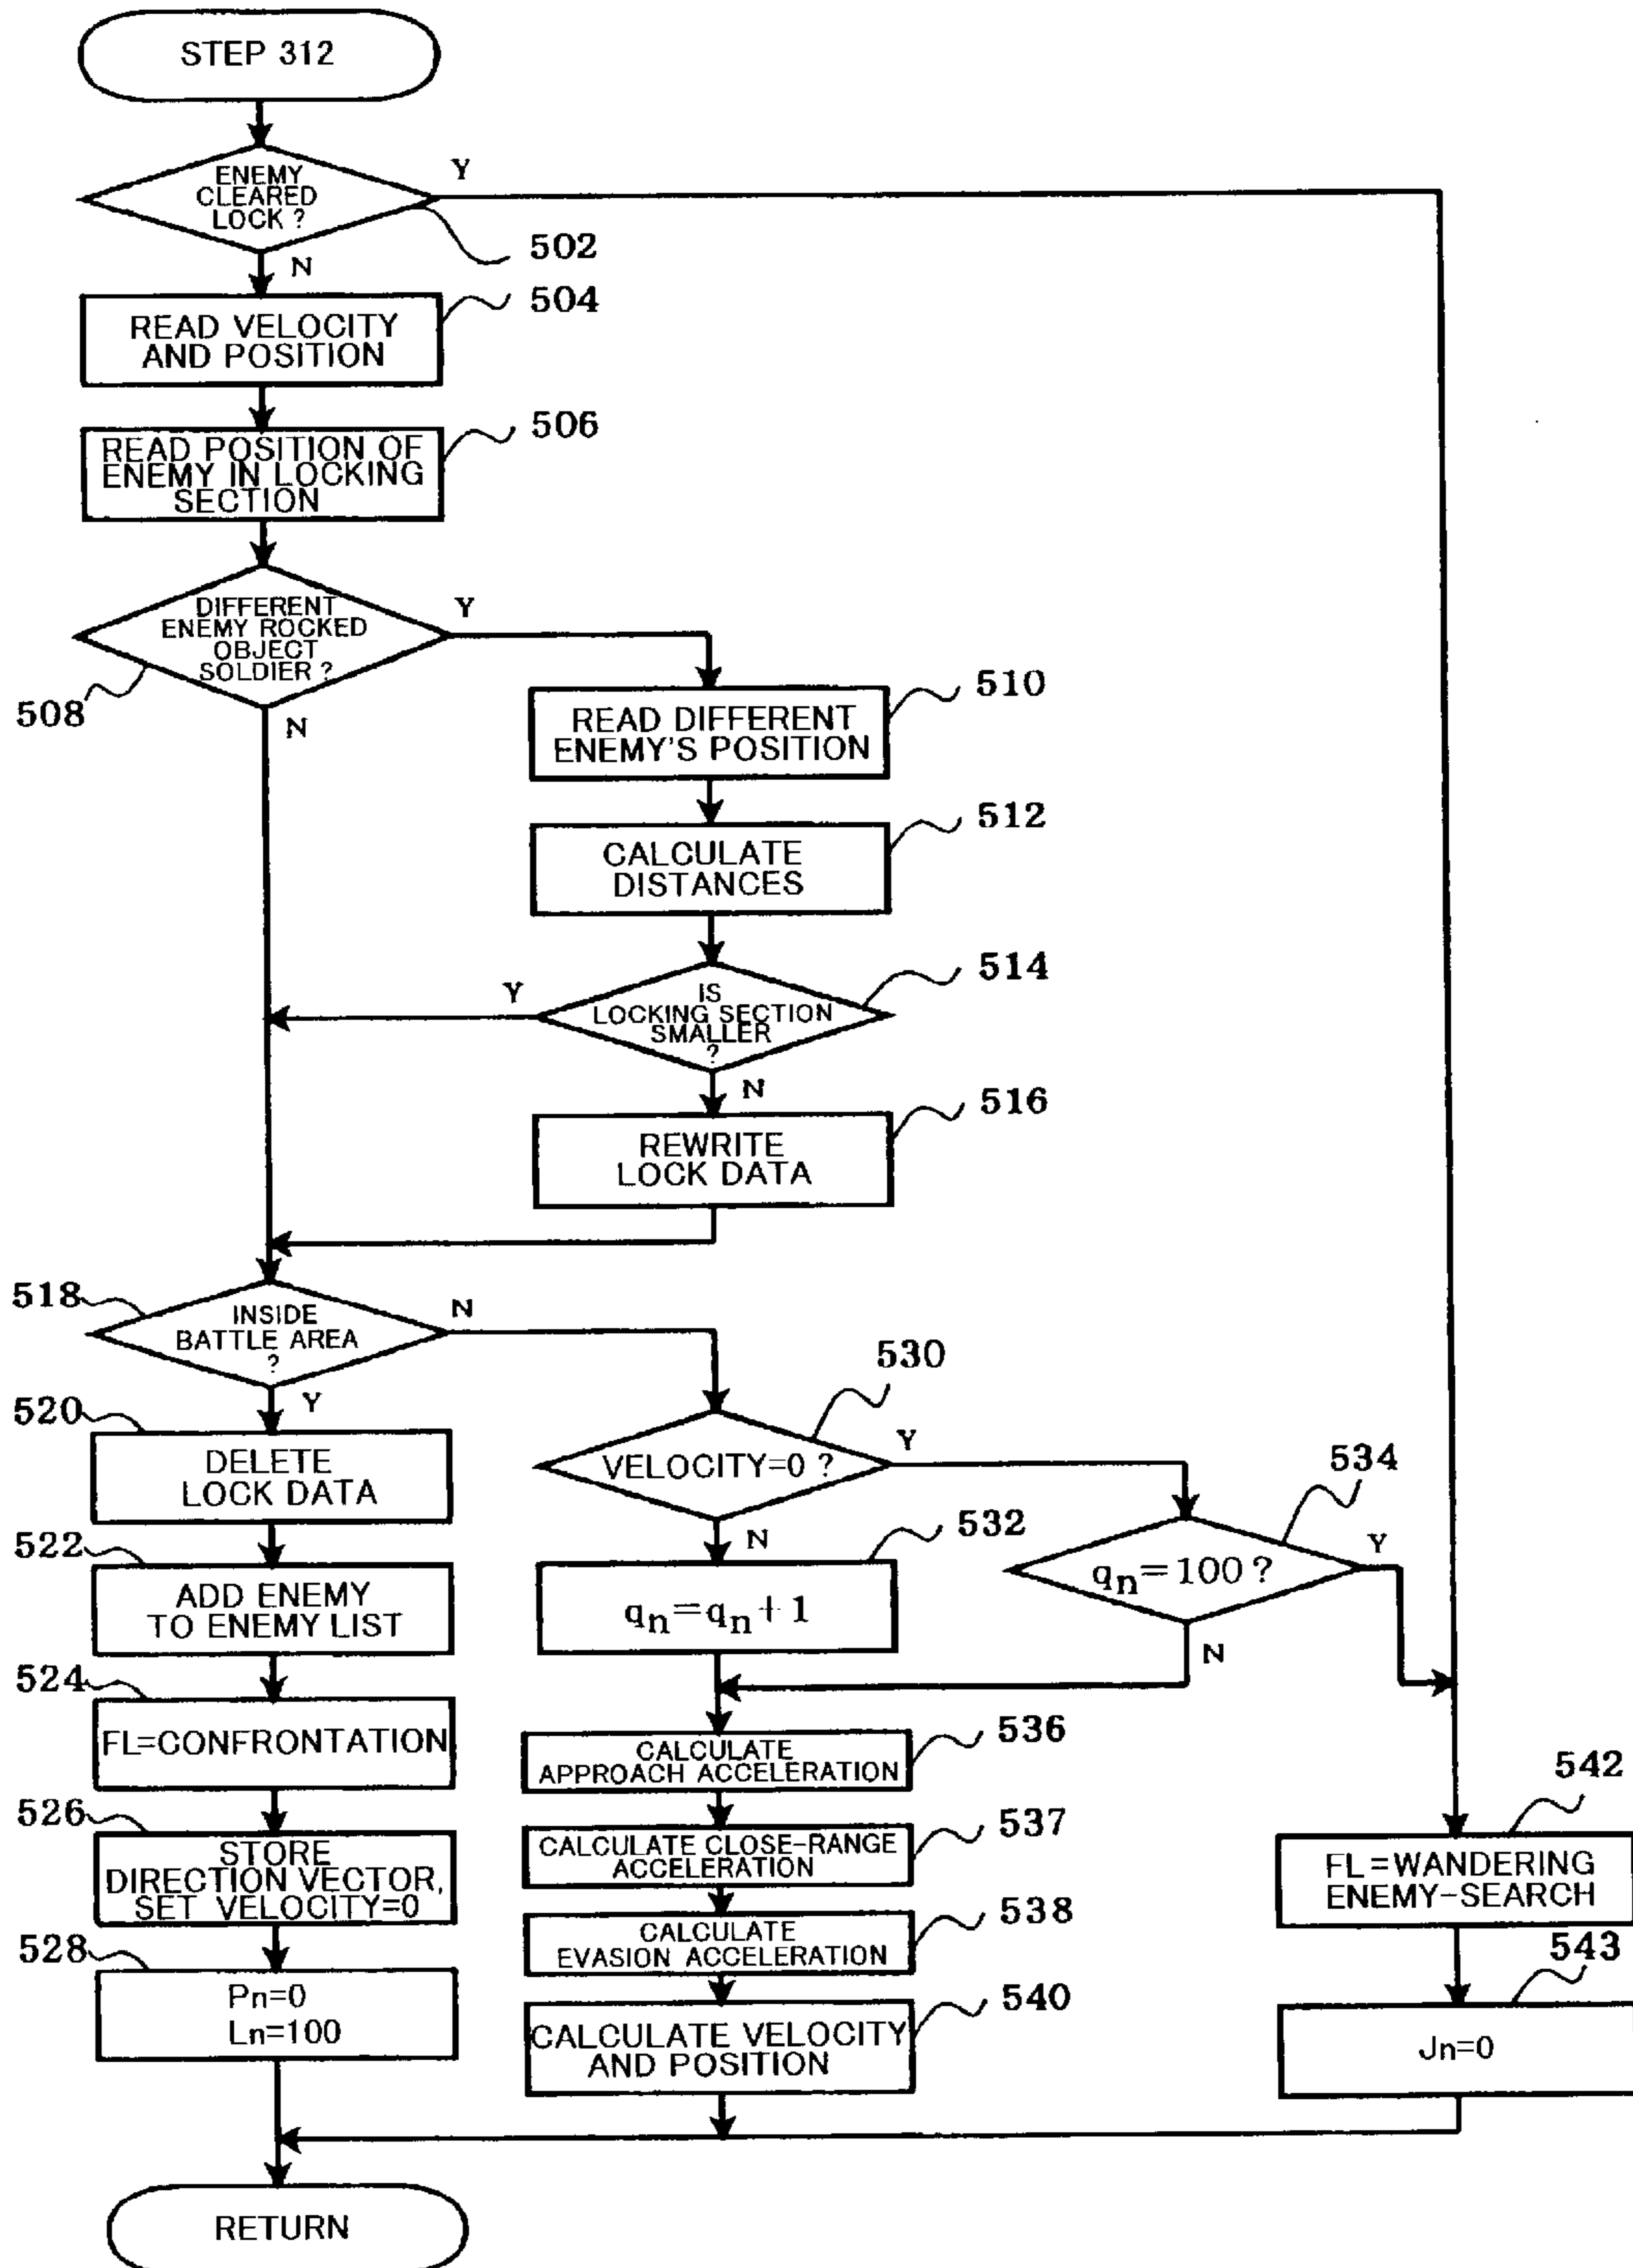 STEP 312
ENEMY
CLEARED
LOCK ?
Y
502
N
504
READ VELOCITY
AND POSITION
506
READ POSITION OF
ENEMY IN LOCKING
SECTION
DIFFERENT
ENEMY ROCKED
OBJECT
SOLDIER ?
Y
508
N
510
READ DIFFERENT
ENEMY'S POSITION
512
CALCULATE
DISTANCES
514
Y
IS
LOCKING SECTION
SMALLER
?
N
516
REWRITE
LOCK DATA
518
INSIDE
BATTLE AREA
?
N
Y
530
VELOCITY=0 ?
Y
N
534
qn=100 ?
Y
N
532
qn=qn+1
520
DELETE
LOCK DATA
522
ADD ENEMY
TO ENEMY LIST
524
FL=CONFRONTATION
526
STORE
DIRECTION VECTOR,
SET VELOCITY=0
528
Pn=0
Ln=100
536
CALCULATE
APPROACH ACCELERATION
537
CALCULATE CLOSE-RANGE
ACCELERATION
538
CALCULATE
EVASION ACCELERATION
540
CALCULATE VELOCITY
AND POSITION
542
FL=WANDERING
ENEMY-SEARCH
543
Jn=0
RETURN